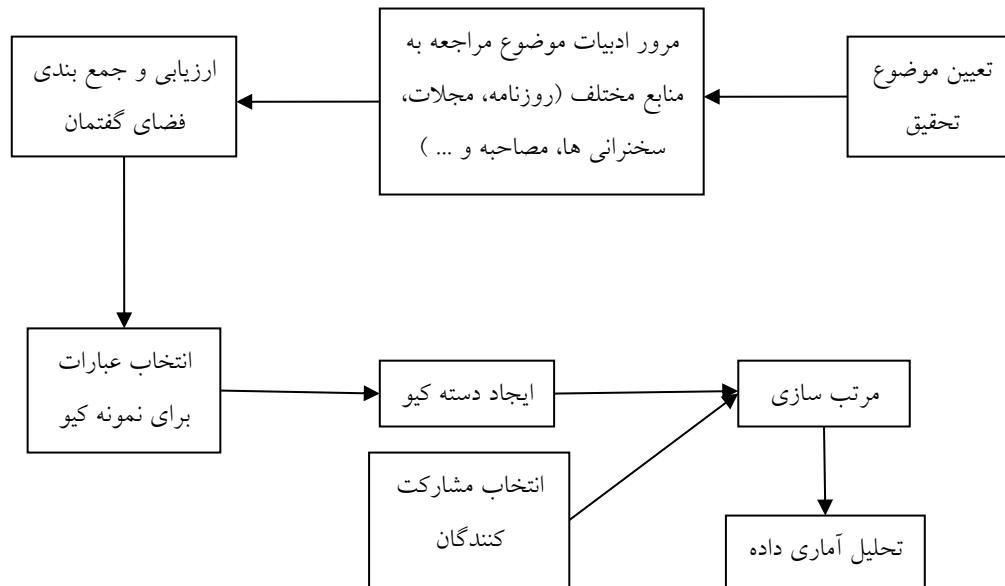 تعیین موضوع
تحقیق
مرور ادبیات موضوع مراجعه به
منابع مختلف (روزنامه، مجلات،
سخنرانی ها، مصاحبه و ... )
ارزیابی و جمع بندی
فضای گفتمان
انتخاب عبارات
برای نمونه کیو
ایجاد دسته کیو
مرتب سازی
انتخاب مشارکت
کنندگان
تحلیل آماری داده